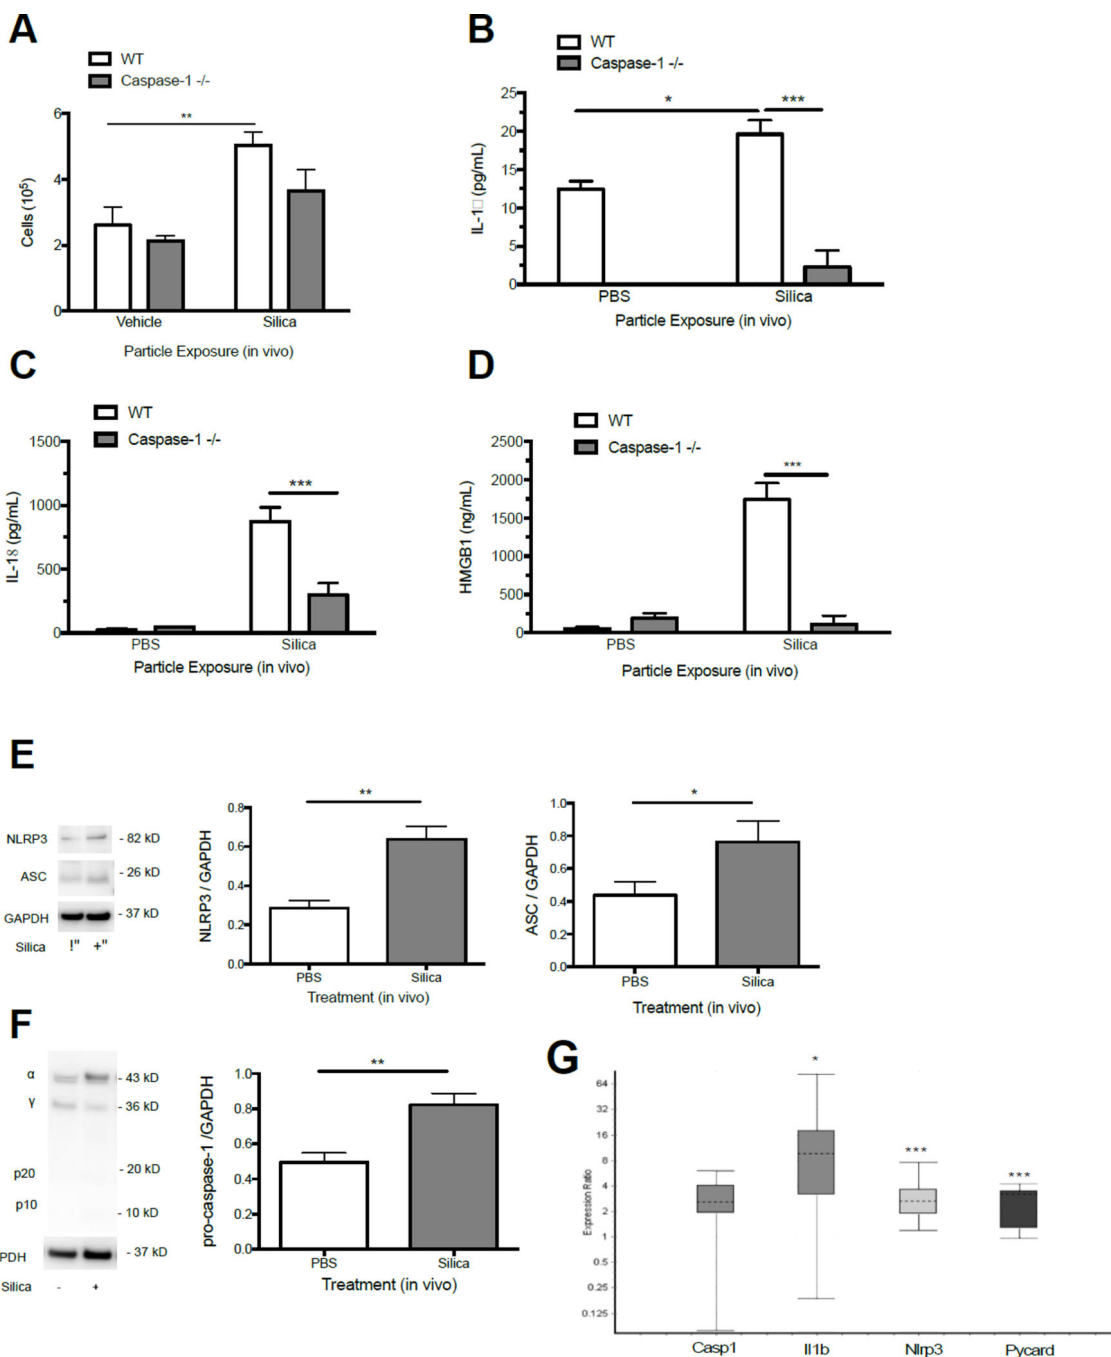 A
WT
Caspase-1 -/-
**
6
4
2
0
Cells (10⁵)
Vehicle
Silica
Particle Exposure (in vivo)
B
WT
Caspase-1 -/-
*
***
25
20
15
10
5
0
IL-1□ (pg/mL)
PBS
Silica
Particle Exposure (in vivo)
C
WT
Caspase-1 -/-
***
1500
1000
500
0
IL-18 (pg/mL)
PBS
Silica
Particle Exposure (in vivo)
D
WT
Caspase-1 -/-
***
2500
2000
1500
1000
500
0
HMGB1 (ng/mL)
PBS
Silica
Particle Exposure (in vivo)
E
NLRP3
- 82 kD
ASC
- 26 kD
GAPDH
- 37 kD
Silica !" +"
**
0.8
0.6
0.4
0.2
0.0
NLRP3 / GAPDH
PBS
Silica
Treatment (in vivo)
*
1.0
0.8
0.6
0.4
0.2
0.0
ASC / GAPDH
PBS
Silica
Treatment (in vivo)
F
α
- 43 kD
γ
- 36 kD
p20
- 20 kD
p10
- 10 kD
PDH
- 37 kD
Silica - +
**
1.0
0.8
0.6
0.4
0.2
0.0
pro-caspase-1 /GAPDH
PBS
Silica
Treatment (in vivo)
G
*
***
***
64
32
16
8
4
2
1
0.5
0.25
0.125
Expression Ratio
Casp1
Il1b
Nlrp3
Pycard